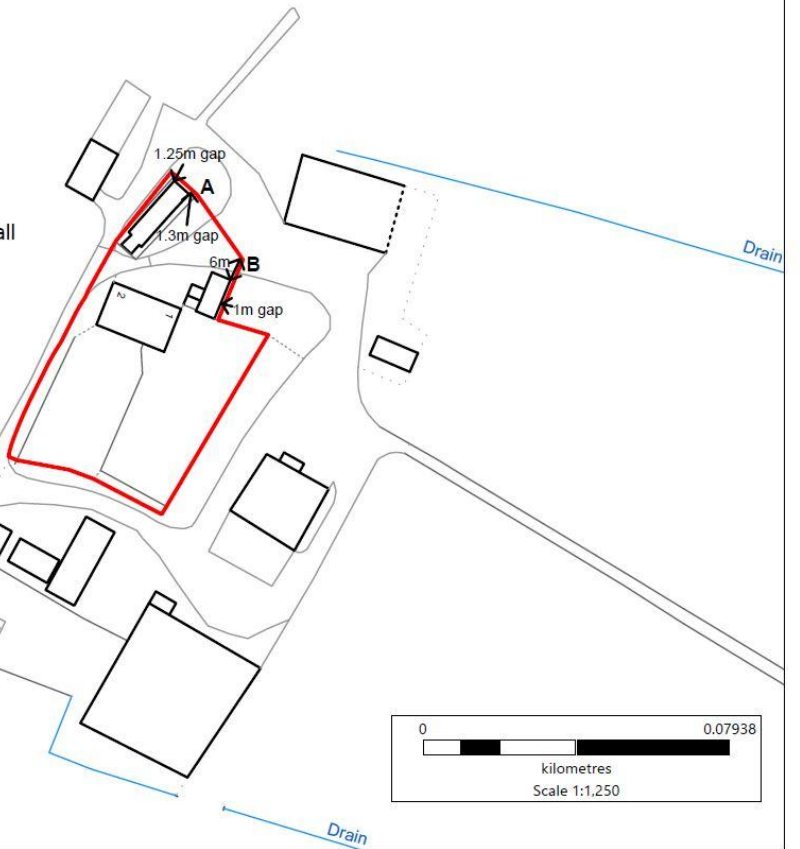 1.25m gap
A
all
1.3m gap
6m
B
1m gap
2
1
Drain
0
0.07938
kilometres
Scale 1:1,250
Drain